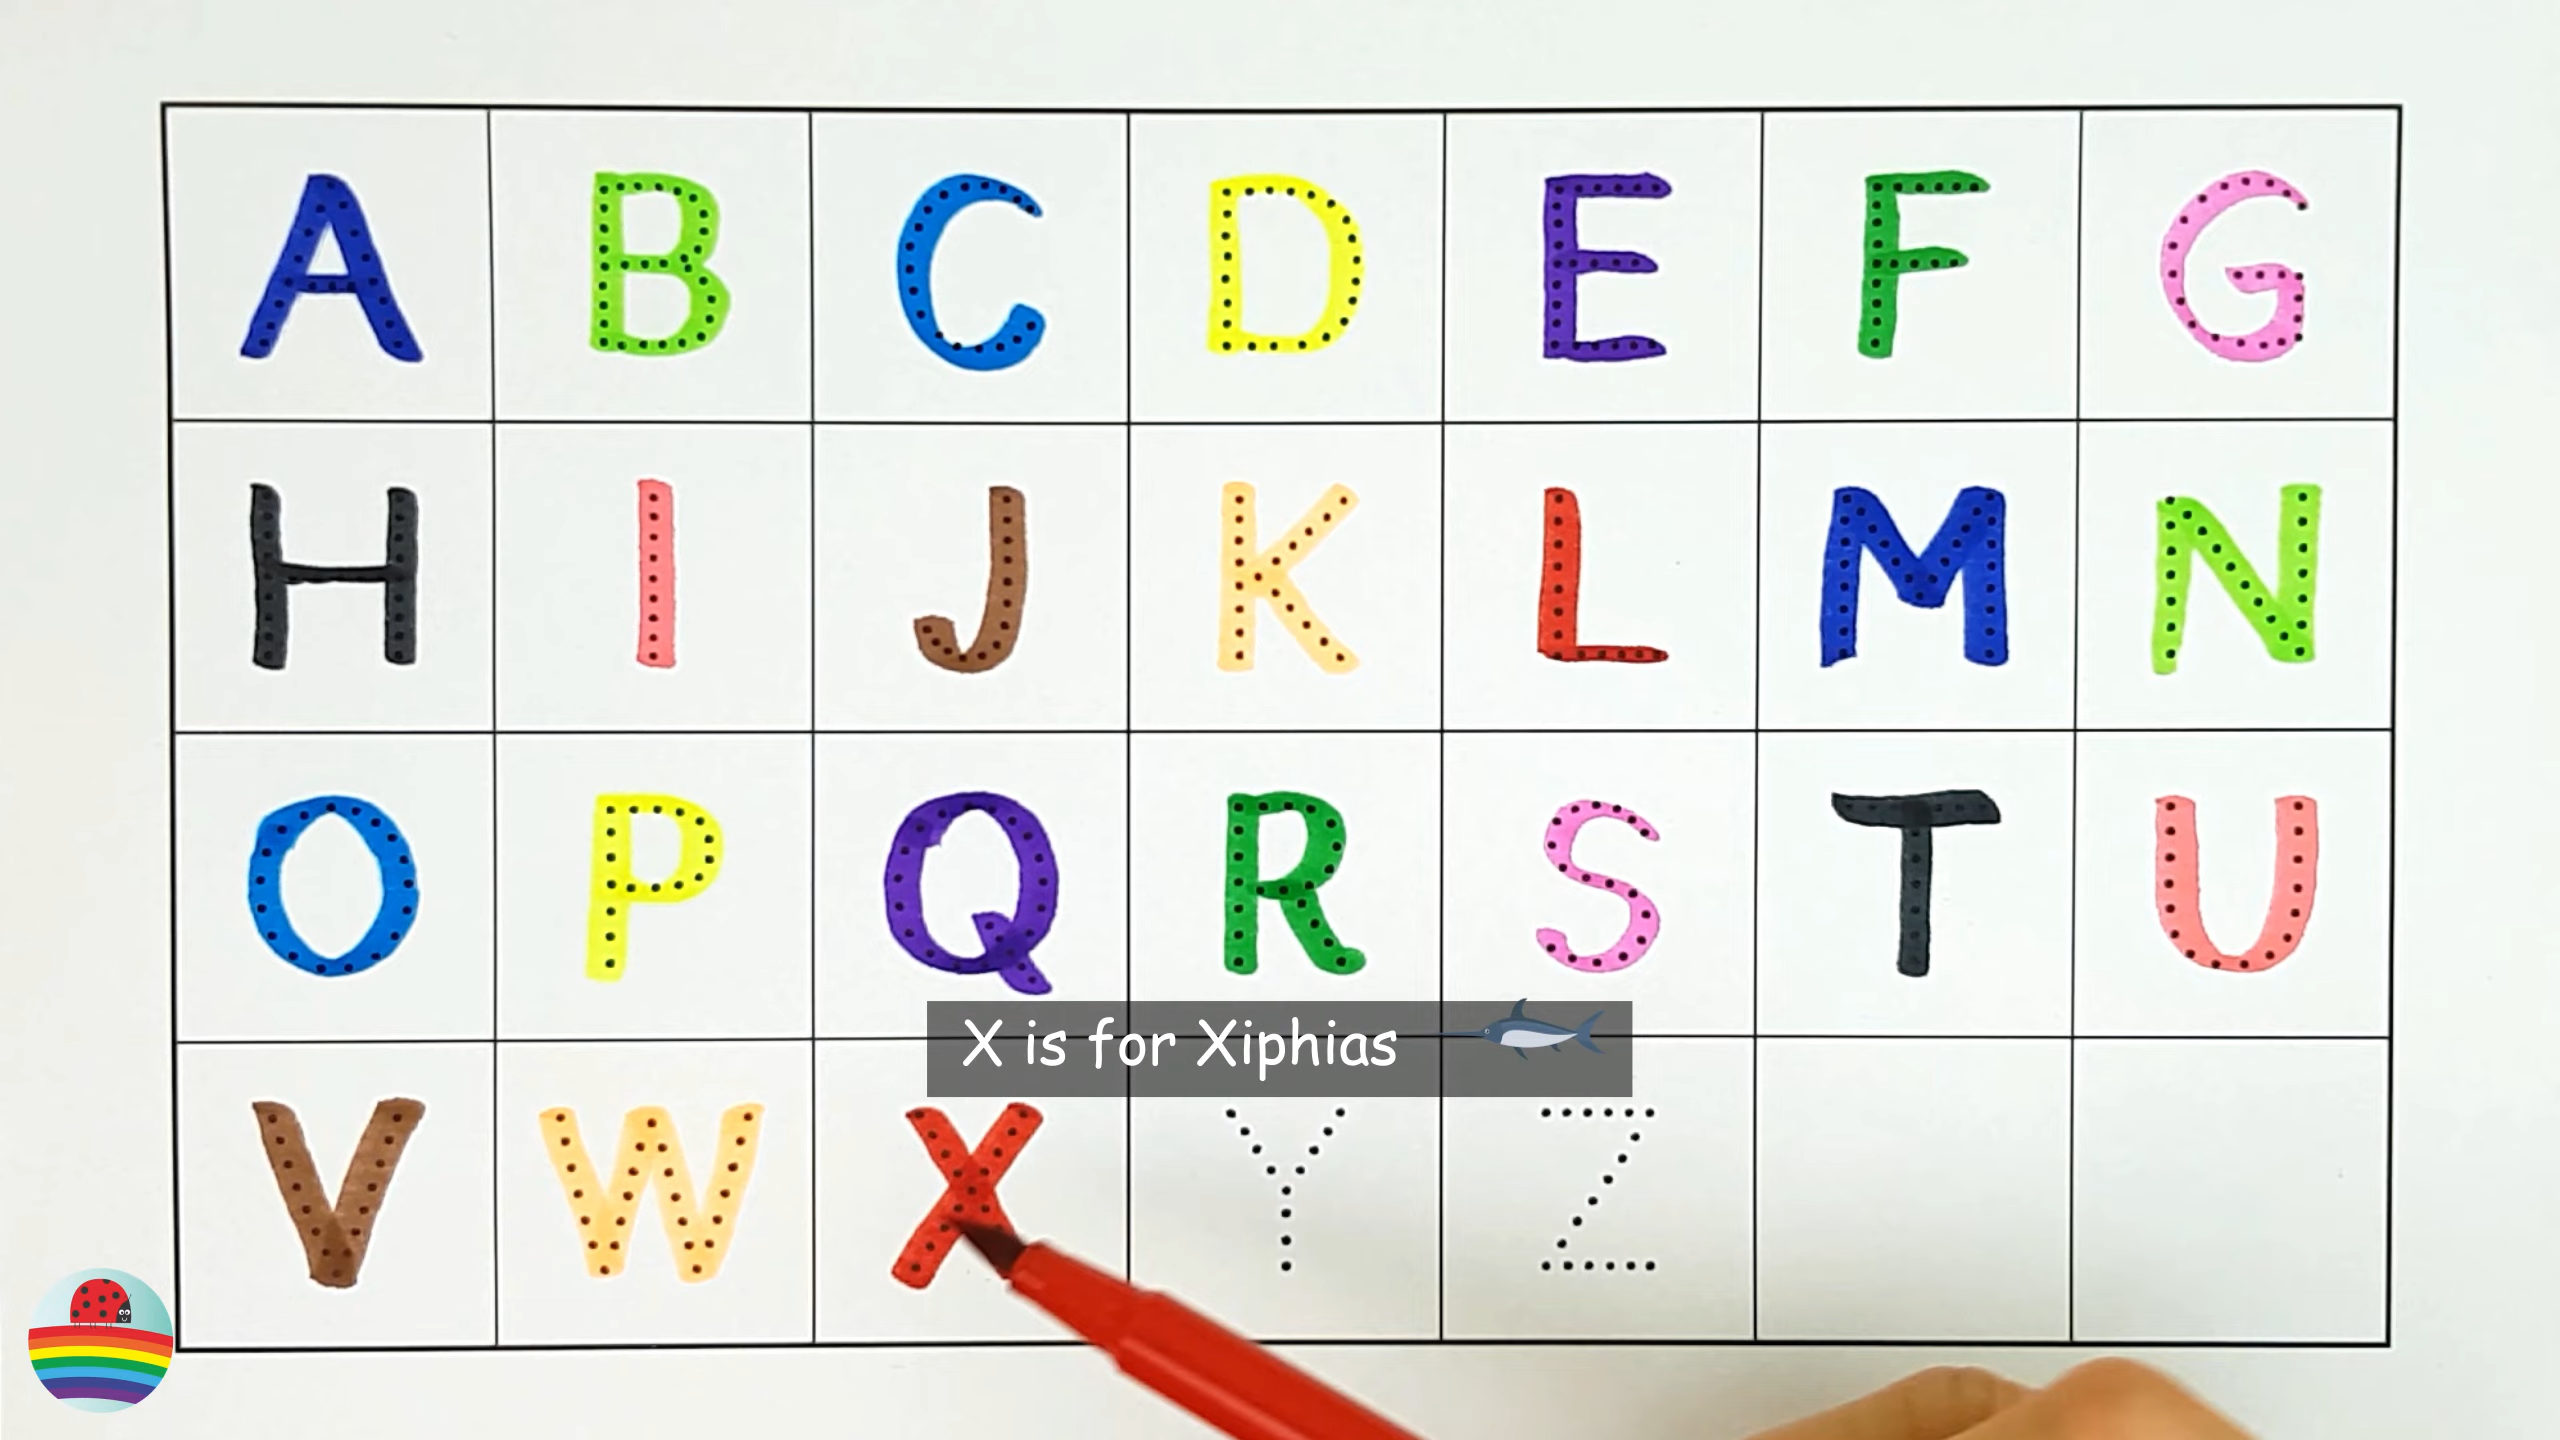 A B C D E F G
H I J K L M N
O P Q R S T U
X is for Xiphias
V W X Y Z